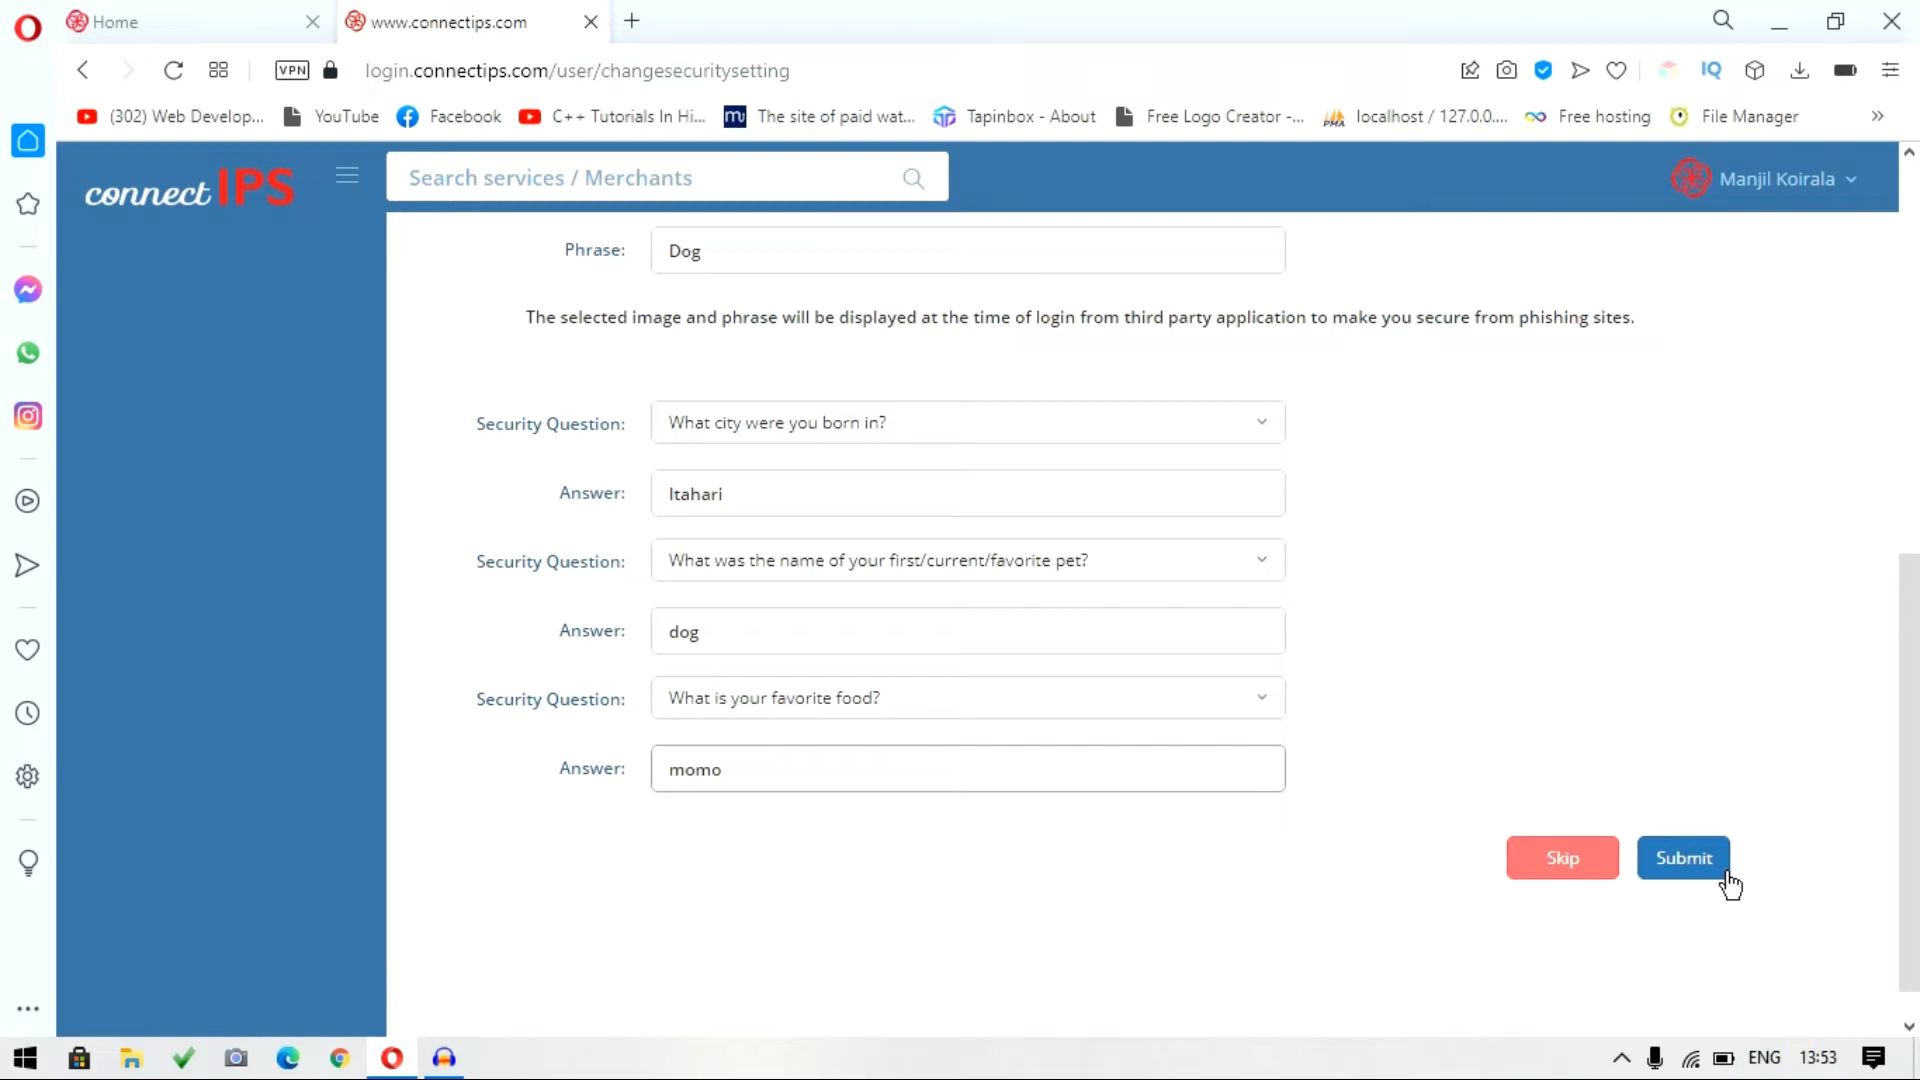 Home
www.connectips.com
VPN
login.connectips.com/user/changesecuritysetting
IQ
(302) Web Develop...
YouTube
Facebook
C++ Tutorials In Hi...
The site of paid wat...
Tapinbox - About
Free Logo Creator -...
localhost / 127.0.0....
Free hosting
File Manager
connect IPS
Search services / Merchants
Manjil Koirala
Phrase:
Dog
The selected image and phrase will be displayed at the time of login from third party application to make you secure from phishing sites.
Security Question:
What city were you born in?
Answer:
Itahari
Security Question:
What was the name of your first/current/favorite pet?
Answer:
dog
Security Question:
What is your favorite food?
Answer:
momo
Skip
Submit
ENG
13:53